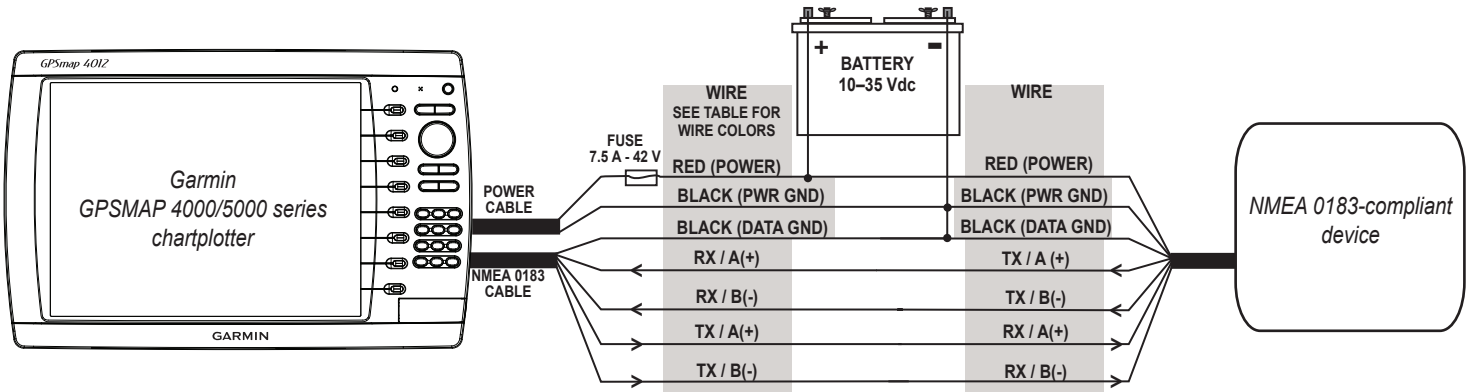 GPSmap 4012
Garmin
GPSMAP 4000/5000 series
chartplotter
GARMIN
POWER
CABLE
NMEA 0183
CABLE
FUSE
7.5 A - 42 V
WIRE
SEE TABLE FOR
WIRE COLORS
RED (POWER)
BLACK (PWR GND)
BLACK (DATA GND)
RX / A(+)
RX / B(-)
TX / A(+)
TX / B(-)
+ -
BATTERY
10–35 Vdc
WIRE
RED (POWER)
BLACK (PWR GND)
BLACK (DATA GND)
TX / A (+)
TX / B(-)
RX / A(+)
RX / B(-)
NMEA 0183-compliant
device